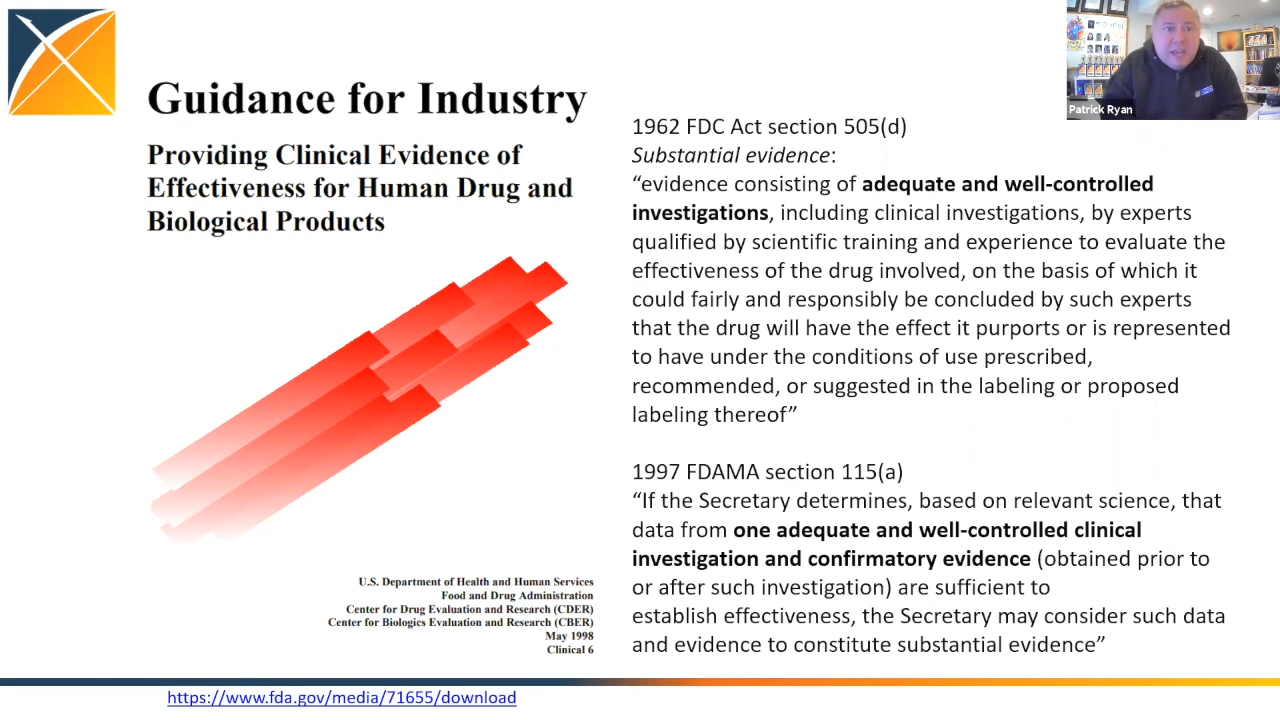 Patrick Ryan
Guidance for Industry
Providing Clinical Evidence of
Effectiveness for Human Drug and
Biological Products
U.S. Department of Health and Human Services
Food and Drug Administration
Center for Drug Evaluation and Research (CDER)
Center for Biologics Evaluation and Research (CBER)
May 1998
Clinical 6
1962 FDC Act section 505(d)
Substantial evidence:
“evidence consisting of adequate and well-controlled
investigations, including clinical investigations, by experts
qualified by scientific training and experience to evaluate the
effectiveness of the drug involved, on the basis of which it
could fairly and responsibly be concluded by such experts
that the drug will have the effect it purports or is represented
to have under the conditions of use prescribed,
recommended, or suggested in the labeling or proposed
labeling thereof”
1997 FDAMA section 115(a)
“If the Secretary determines, based on relevant science, that
data from one adequate and well-controlled clinical
investigation and confirmatory evidence (obtained prior to
or after such investigation) are sufficient to
establish effectiveness, the Secretary may consider such data
and evidence to constitute substantial evidence”
https://www.fda.gov/media/71655/download